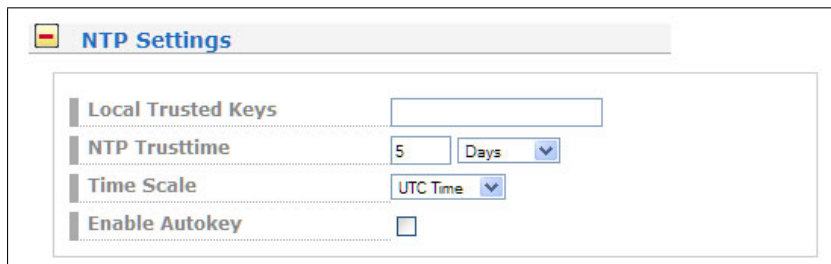 NTP Settings
Local Trusted Keys
NTP Trusttime 5 Days
Time Scale UTC Time
Enable Autokey